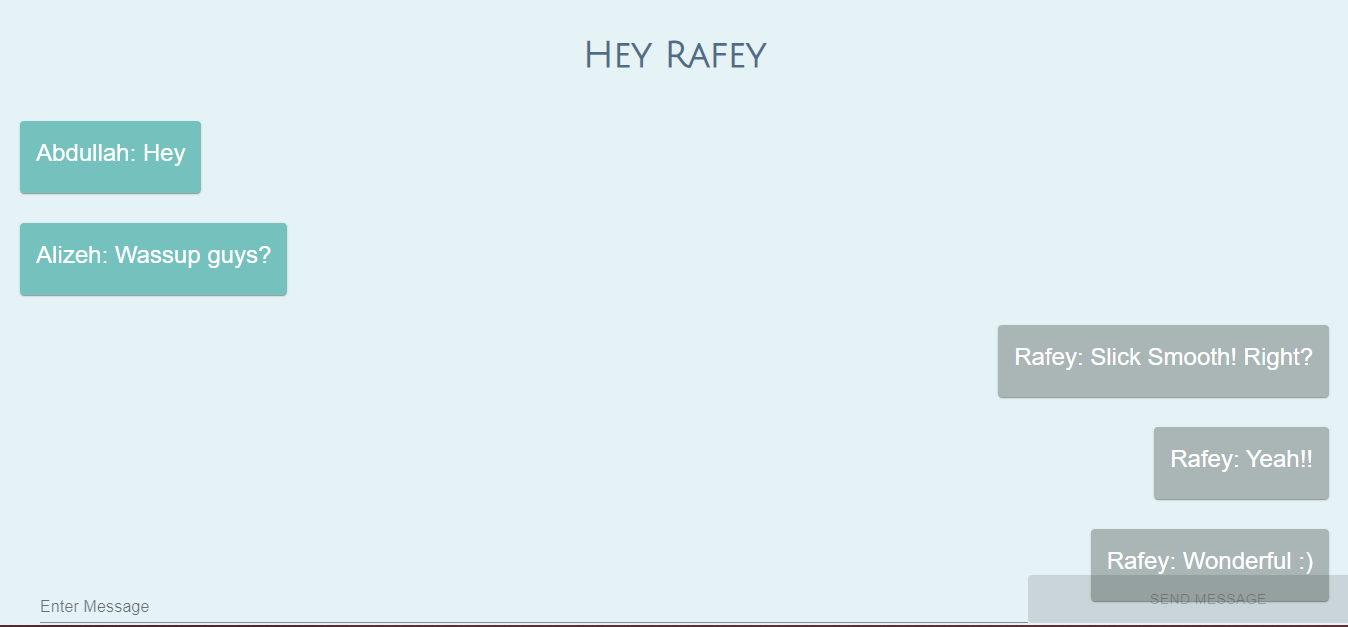 Hey Rafey
Abdullah: Hey
Alizeh: Wassup guys?
Rafey: Slick Smooth! Right?
Rafey: Yeah!!
Rafey: Wonderful :)
Enter Message
SEND MESSAGE